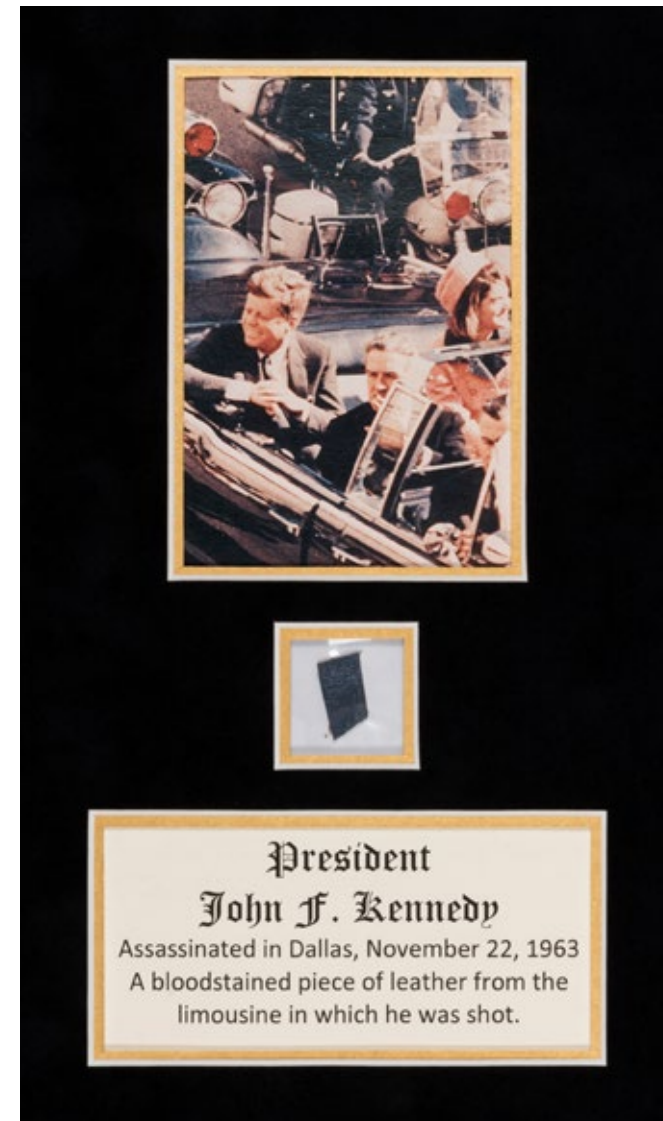 President
John F. Kennedy
Assassinated in Dallas, November 22, 1963
A bloodstained piece of leather from the
limousine in which he was shot.